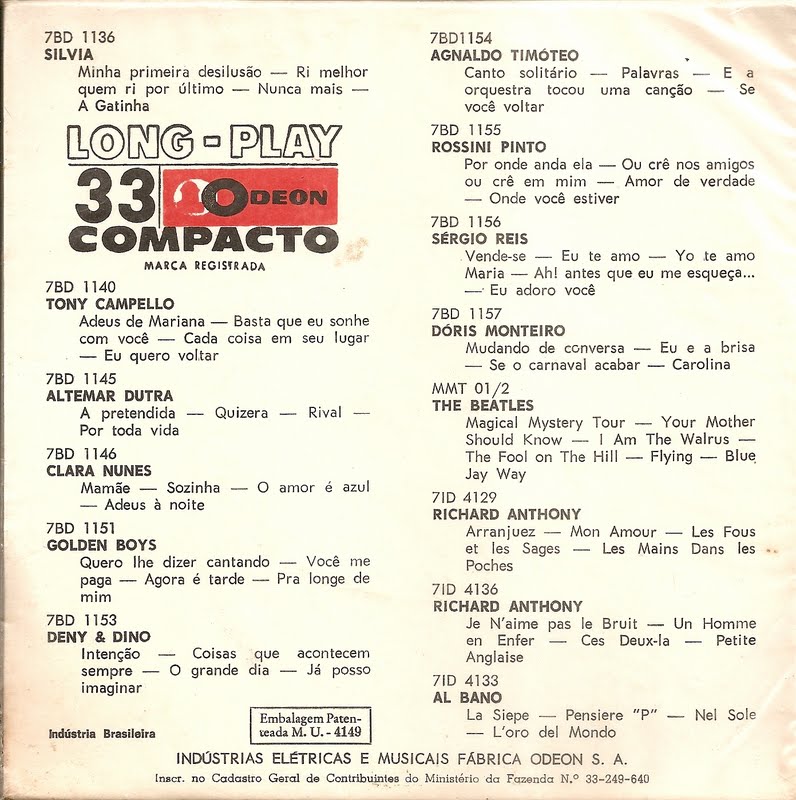 7BD 1136
SILVIA
Minha primeira desilusão — Ri melhor
quem ri por último — Nunca mais —
A Gatinha
LONG-PLAY
33 ODEON
COMPACTO
MARCA REGISTRADA
7BD 1140
TONY CAMPELLO
Adeus de Mariana — Basta que eu sonhe
com você — Cada coisa em seu lugar
— Eu quero voltar
7BD 1145
ALTEMAR DUTRA
A pretendida — Quizera — Rival —
Por toda vida
7BD 1146
CLARA NUNES
Mamãe — Sozinha — O amor é azul
— Adeus à noite
7BD 1151
GOLDEN BOYS
Quero lhe dizer cantando — Você me
paga — Agora é tarde — Pra longe de
mim
7BD 1153
DENY & DINO
Intenção — Coisas que acontecem
sempre — O grande dia — Já posso
imaginar
7BD1154
AGNALDO TIMÓTEO
Canto solitário — Palavras — E a
orquestra tocou uma canção — Se
você voltar
7BD 1155
ROSSINI PINTO
Por onde anda ela — Ou crê nos amigos
ou crê em mim — Amor de verdade
— Onde você estiver
7BD 1156
SÉRGIO REIS
Vende-se — Eu te amo — Yo te amo
Maria — Ah! antes que eu me esqueça...
— Eu adoro você
7BD 1157
DÓRIS MONTEIRO
Mudando de conversa — Eu e a brisa
— Se o carnaval acabar — Carolina
MMT 01/2
THE BEATLES
Magical Mystery Tour — Your Mother
Should Know — I Am The Walrus —
The Fool on The Hill — Flying — Blue
Jay Way
7ID 4129
RICHARD ANTHONY
Arranjuez — Mon Amour — Les Fous
et les Sages — Les Mains Dans les
Poches
7ID 4136
RICHARD ANTHONY
Je N'aime pas le Bruit — Un Homme
en Enfer — Ces Deux-la — Petite
Anglaise
7ID 4133
AL BANO
La Siepe — Pensiere "P" — Nel Sole
— L'oro del Mondo
Indústria Brasileira
Embalagem Paten-
teada M. U. - 4149
INDÚSTRIAS ELÉTRICAS E MUSICAIS FÁBRICA ODEON S. A.
Inscr. no Cadastro Geral de Contribuintes do Ministério da Fazenda N.º 33-249-640